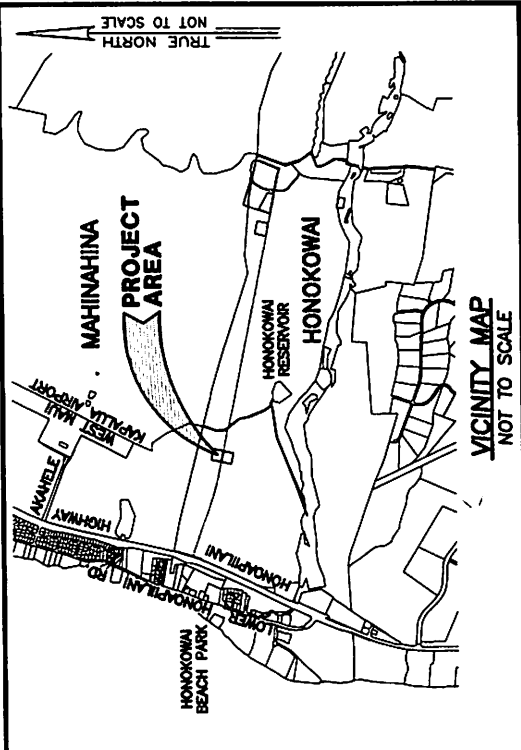 TRUE NORTH
NOT TO SCALE
MAHINAHINA
PROJECT
AREA
WEST MAUI
KAPALUA AIRPORT
AKAHELE
HIGHWAY
HONOAPIILANI
LOWER
HONOAPIILANI
RD
HONOKOWAI
BEACH PARK
HONOKOWAI
RESERVOIR
HONOKOWAI
VICINITY MAP
NOT TO SCALE